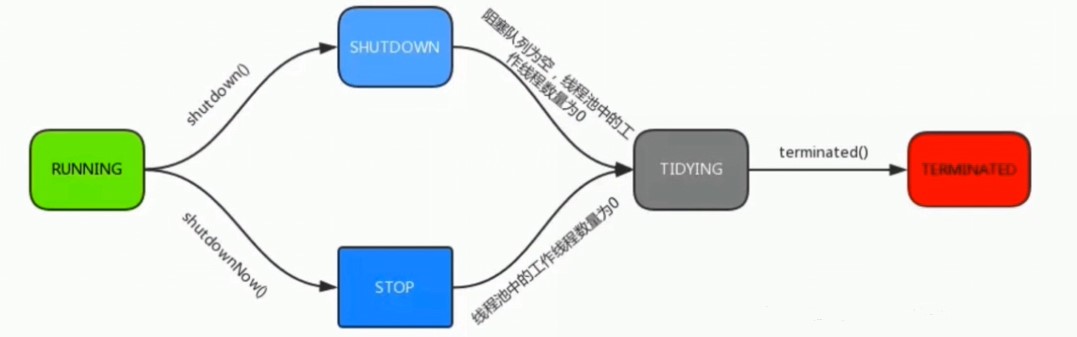 SHUTDOWN
阻塞队列为空，线程池中的工
作线程数量为0
shutdown()
RUNNING
TIDYING
terminated()
TERMINATED
shutdownNow()
线程池中的工作线程数量为0
STOP